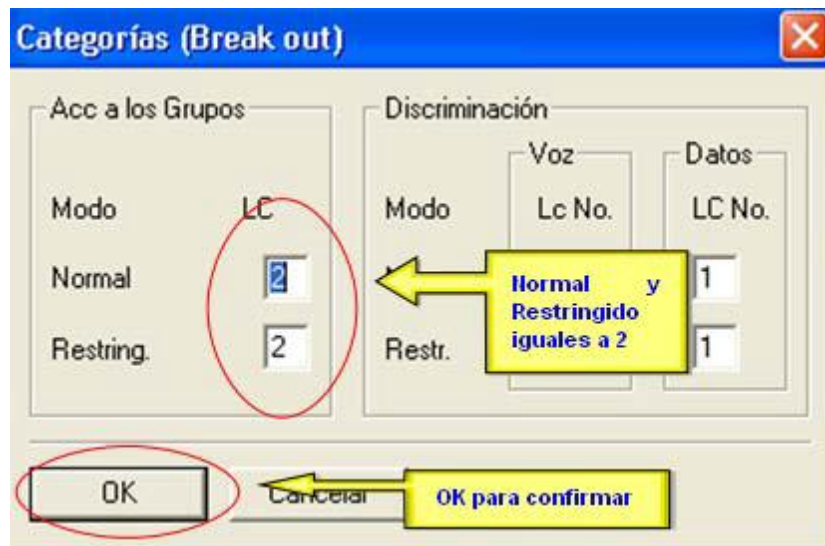 Categorías (Break out)
Acc a los Grupos
Discriminación
Voz
Datos
Modo LC
Modo
Lc No.
LC No.
Normal 2
1
Normal y
Restringido
iguales a 2
Restring. 2
Restr.
1
OK
Cancelar
OK para confirmar